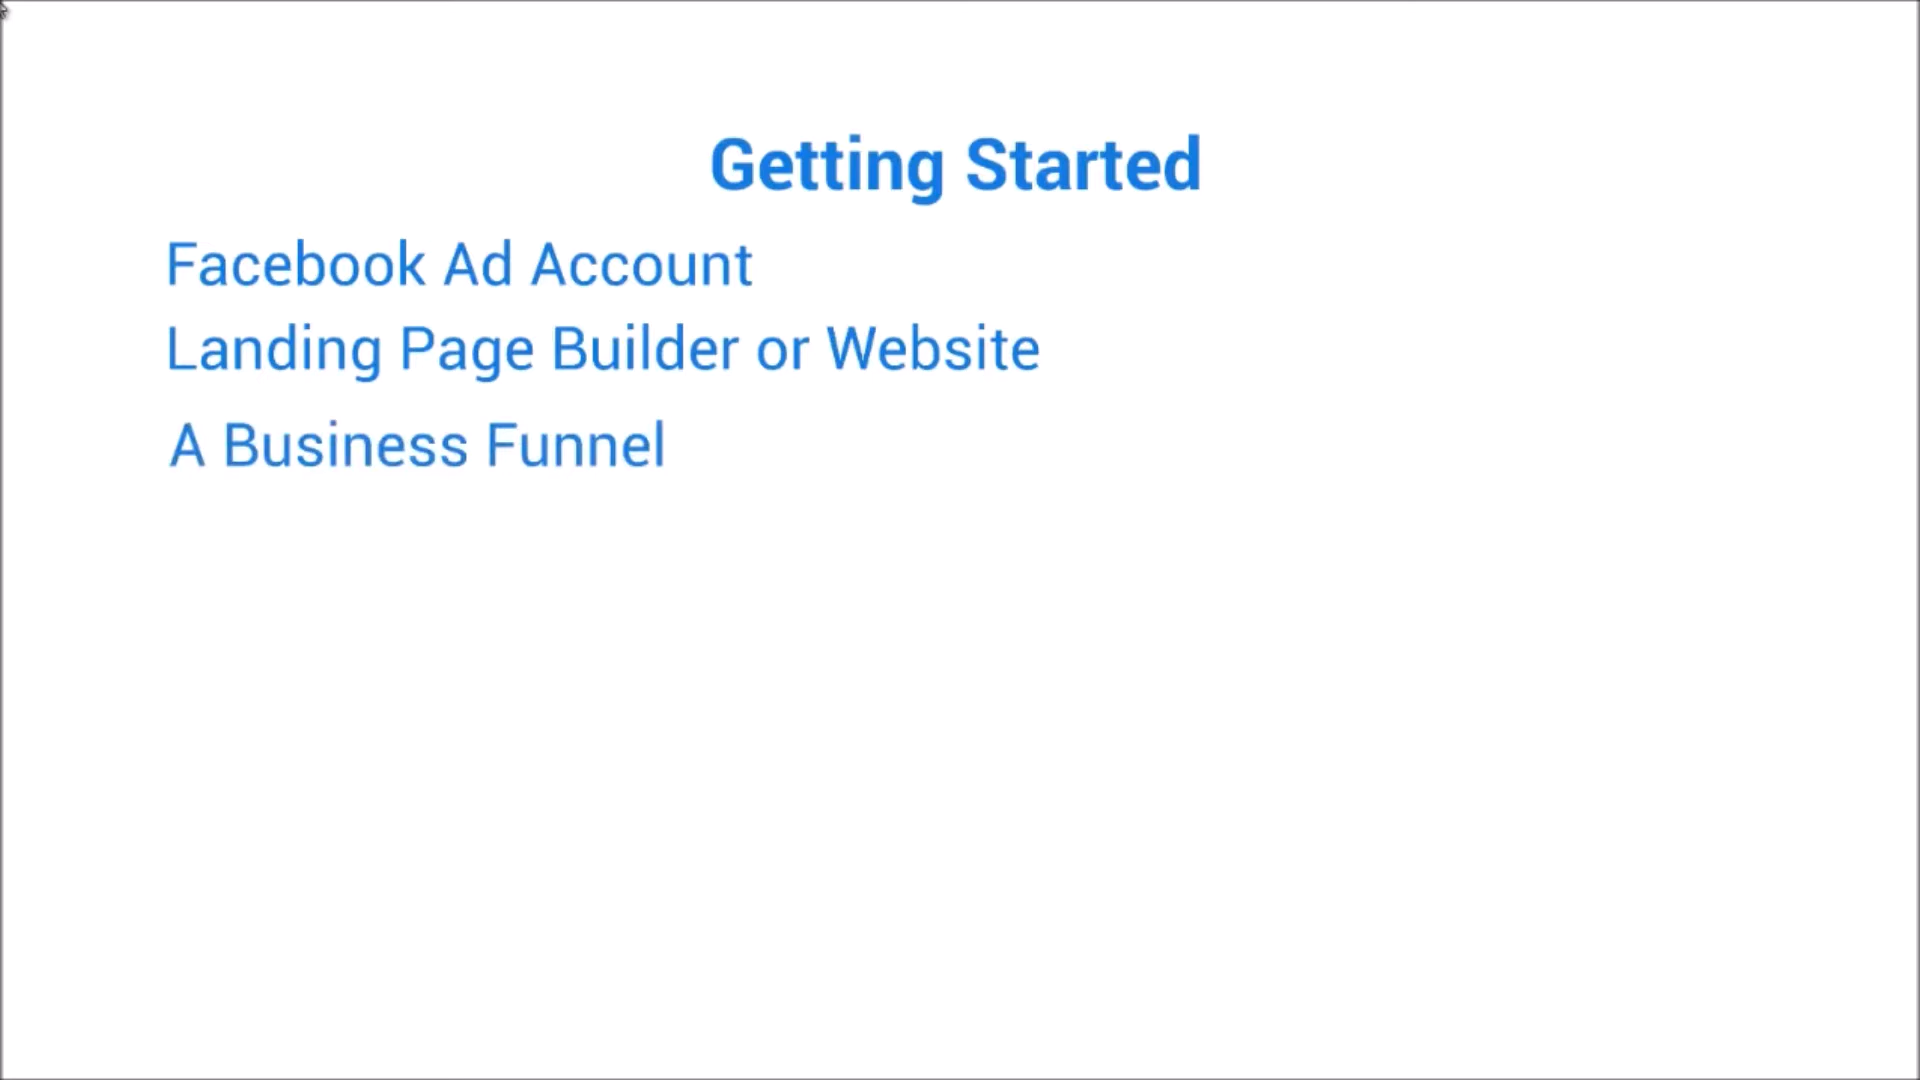 Getting Started
Facebook Ad Account
Landing Page Builder or Website
A Business Funnel